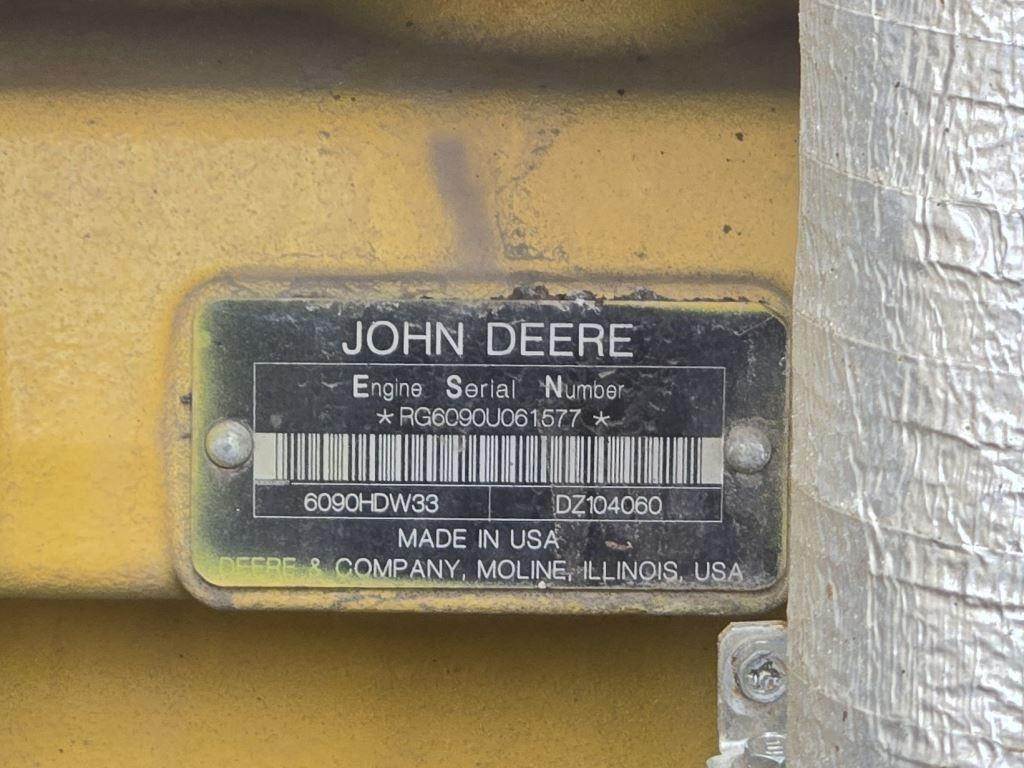 JOHN DEERE
Engine Serial Number
*RG6090U061577*
6090HDW33 DZ104060
MADE IN USA
DEERE & COMPANY, MOLINE, ILLINOIS, USA